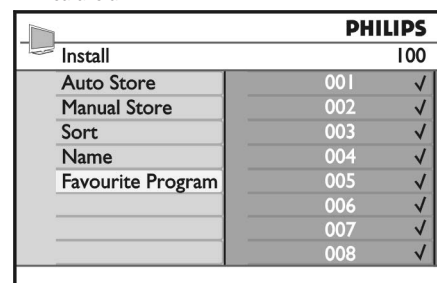 PHILIPS
Install 100
Auto Store 001 √
Manual Store 002 √
Sort 003 √
Name 004 √
Favourite Program 005 √
006 √
007 √
008 √